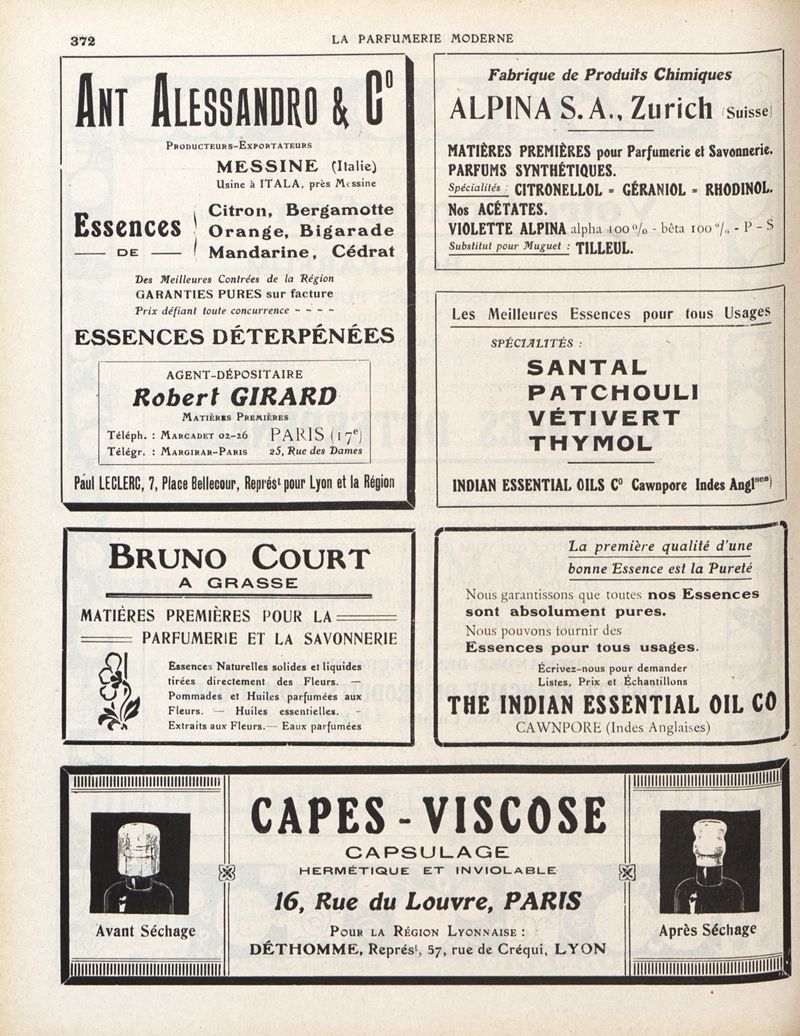 372
LA PARFUMERIE MODERNE
ANT ALESSANDRO & Cº
PRODUCTEURS-EXPORTATEURS
MESSINE (Italie)
Usine à ITALA, près Messine
Essences
DE
Citron, Bergamotte
Orange, Bigarade
Mandarine, Cédrat
Des Meilleures Contrées de la Région
GARANTIES PURES sur facture
Prix défiant toute concurrence - - - -
ESSENCES DÉTERPÉNÉES
AGENT-DÉPOSITAIRE
Robert GIRARD
MATIÈRES PREMIÈRES
Téléph. : MARCADET 02-26 PARIS (17e)
Télégr. : MARGIRAR-PARIS 25, Rue des Dames
Paul LECLERC, 7, Place Bellecour, Représt pour Lyon et la Région
Fabrique de Produits Chimiques
ALPINA S. A., Zurich (Suisse)
MATIÈRES PREMIÈRES pour Parfumerie et Savonnerie.
PARFUMS SYNTHÉTIQUES.
Spécialités : CITRONELLOL = GÉRANIOL = RHODINOL.
Nos ACÉTATES.
VIOLETTE ALPINA alpha 100 % - bêta 100 % - P - S
Substitut pour Muguet : TILLEUL.
Les Meilleures Essences pour tous Usages
SPÉCIALITÉS :
SANTAL
PATCHOULI
VÉTIVERT
THYMOL
INDIAN ESSENTIAL OILS Cº Cawnpore Indes Anglses)
BRUNO COURT
A GRASSE
MATIÈRES PREMIÈRES POUR LA
PARFUMERIE ET LA SAVONNERIE
Essences Naturelles solides et liquides
tirées directement des Fleurs. —
Pommades et Huiles parfumées aux
Fleurs. — Huiles essentielles. -
Extraits aux Fleurs. — Eaux parfumées
La première qualité d'une
bonne Essence est la Pureté
Nous garantissons que toutes nos Essences
sont absolument pures.
Nous pouvons fournir des
Essences pour tous usages.
Écrivez-nous pour demander
Listes, Prix et Échantillons
THE INDIAN ESSENTIAL OIL CO
CAWNPORE (Indes Anglaises)
CAPES - VISCOSE
CAPSULAGE
HERMÉTIQUE ET INVIOLABLE
16, Rue du Louvre, PARIS
POUR LA RÉGION LYONNAISE :
DÉTHOMME, Représt, 57, rue de Créqui, LYON
Avant Séchage
Après Séchage